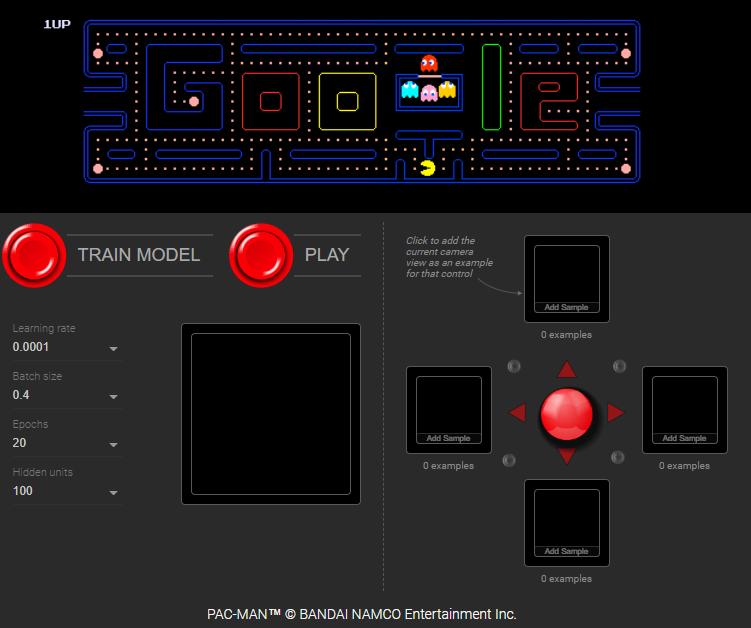 1UP
TRAIN MODEL
PLAY
Learning rate
0.0001
Batch size
0.4
Epochs
20
Hidden units
100
Click to add the
current camera
view as an example
for that control
Add Sample
0 examples
Add Sample
0 examples
Add Sample
0 examples
Add Sample
0 examples
PAC-MAN™ © BANDAI NAMCO Entertainment Inc.